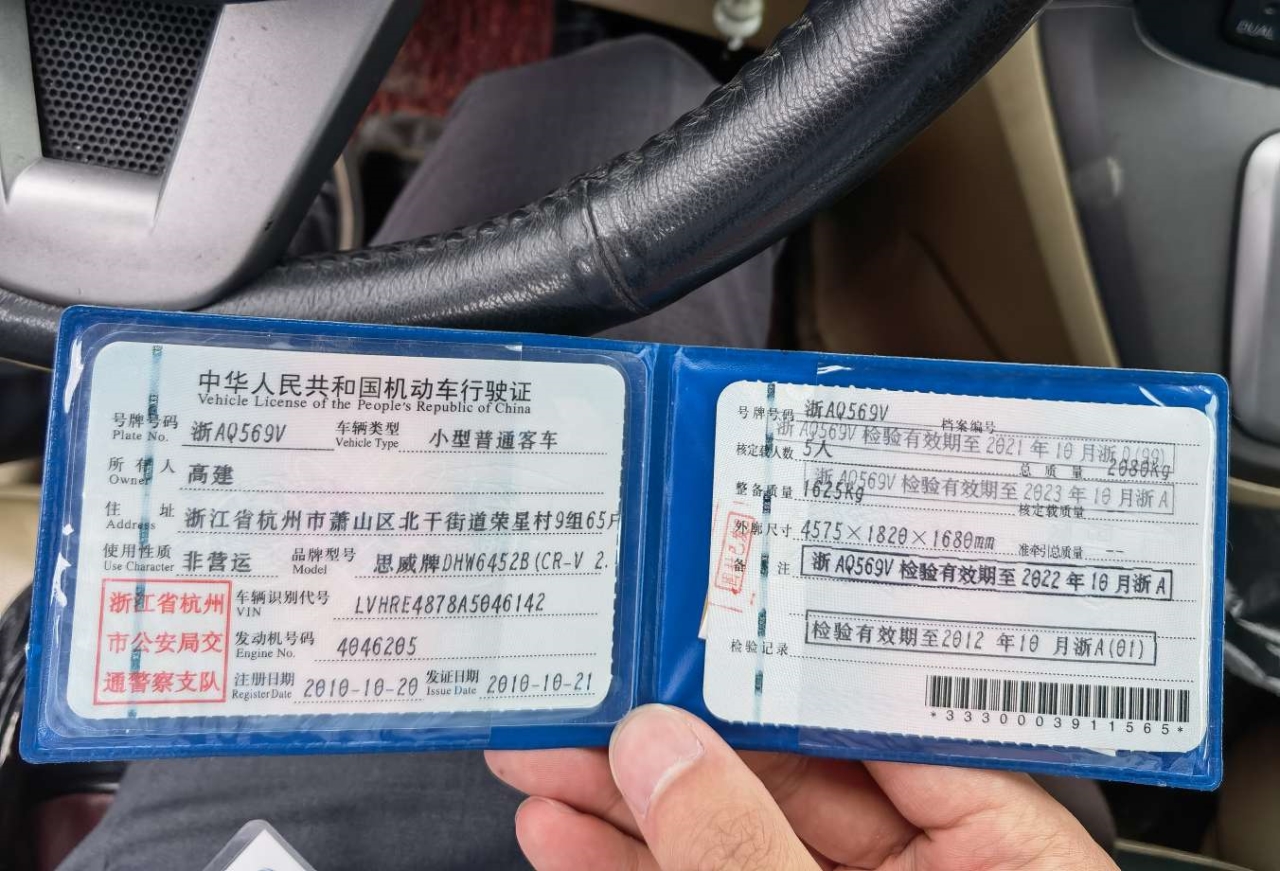 DUAL
中华人民共和国机动车行驶证
Vehicle License of the People's Republic of China
号牌号码 浙AQ569V 车辆类型 小型普通客车
Plate No. Vehicle Type
所有人 高建
Owner
住址 浙江省杭州市萧山区北干街道荣星村9组65户
Address
使用性质 非营运 品牌型号 思威牌DHW6452B(CR-V 2.
Use Character Model
浙江省杭州
市公安局交
通警察支队
车辆识别代号 LVHRE4878A5046142
VIN
发动机号码 4046205
Engine No.
注册日期 2010-10-20 发证日期 2010-10-21
Register Date Issue Date
号牌号码 浙AQ569V 档案编号
浙AQ569V 检验有效期至2021年10月浙
核定载人数 5人 总质量 2080kg
浙AQ569V 检验有效期至2023年10月浙A
整备质量 1625kg 核定载质量 --
外廓尺寸 4575×1820×1680mm 准牵引总质量 --
备注 浙AQ569V 检验有效期至2022年10月浙A
检验有效期至2012 年10 月浙A(01)
检验记录
*3330003911565*